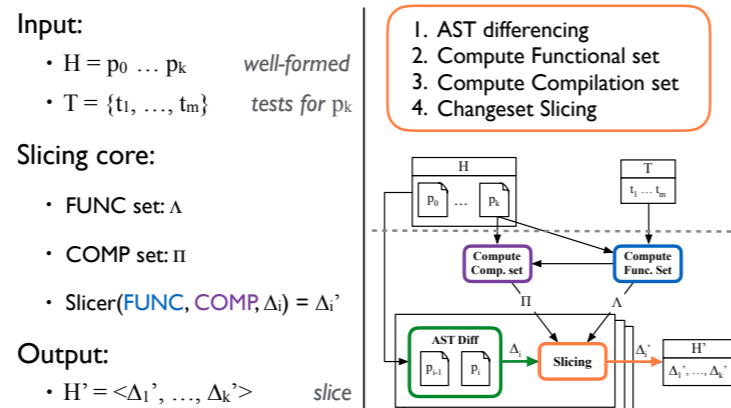 Input:
• H = p₀ … pₖ well-formed
• T = {t₁, …, tₘ} tests for pₖ
Slicing core:
• FUNC set: Λ
• COMP set: Π
• Slicer(FUNC, COMP, Δᵢ) = Δᵢ’
Output:
• H’ = <Δ₁’, …, Δₖ’> slice
1. AST differencing
2. Compute Functional set
3. Compute Compilation set
4. Changeset Slicing
H
p₀ … pₖ
T
t₁ … tₘ
Compute
Comp. set
Compute
Func. Set
Π
Λ
AST Diff
pᵢ₋₁ pᵢ
Δᵢ
Slicing
Δᵢ’
H’
Δ₁’, …, Δₖ’